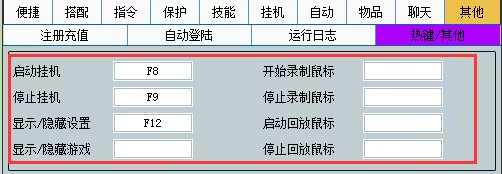 便捷 搭配 指令 保护 技能 挂机 自动 物品 聊天 其他
注册充值 自动登陆 运行日志 热键/其他
启动挂机 F8 开始录制鼠标
停止挂机 F9 停止录制鼠标
显示/隐藏设置 F12 启动回放鼠标
显示/隐藏游戏 停止回放鼠标